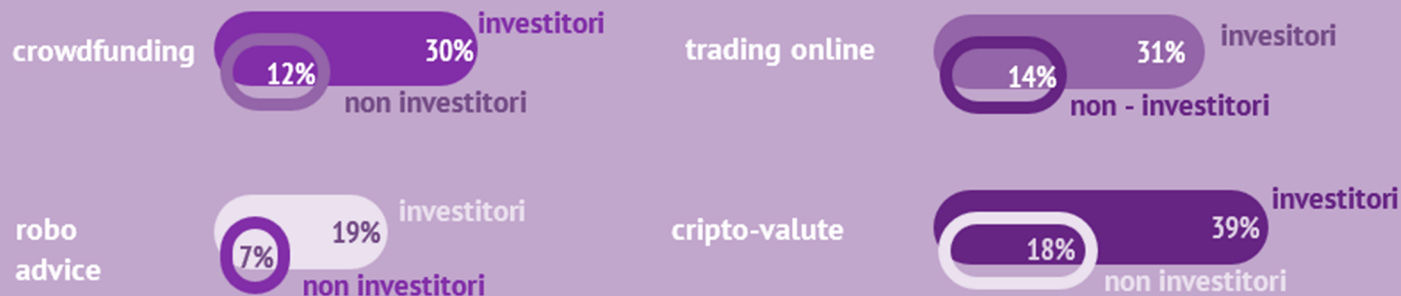 crowdfunding
30%
investitori
12%
non investitori
trading online
31%
invesitori
14%
non - investitori
robo
advice
19%
investitori
7%
non investitori
cripto-valute
39%
investitori
18%
non investitori